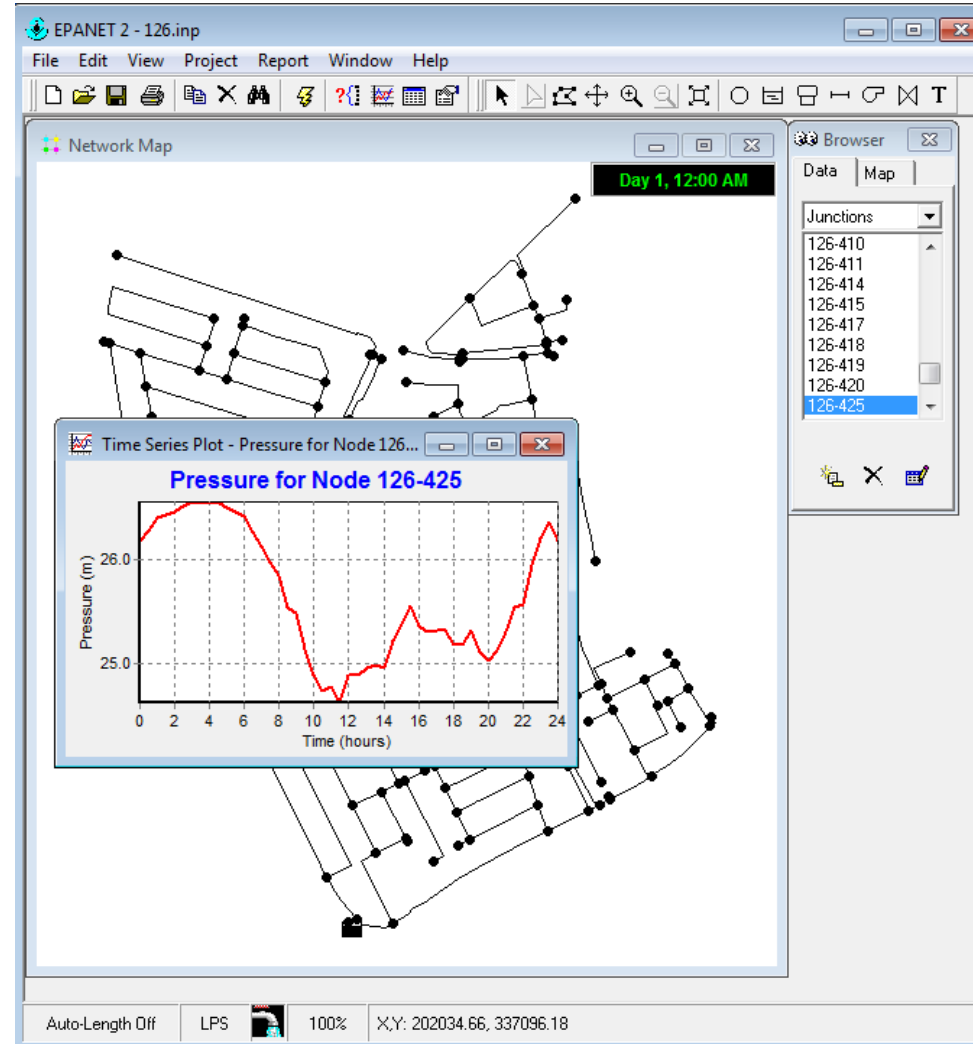 EPANET 2 - 126.inp
File Edit View Project Report Window Help
T
Network Map
Day 1, 12:00 AM
Browser
Data Map
Junctions
126-410
126-411
126-414
126-415
126-417
126-418
126-419
126-420
126-425
Time Series Plot - Pressure for Node 126...
Pressure for Node 126-425
Pressure (m)
26.0
25.0
0 2 4 6 8 10 12 14 16 18 20 22 24
Time (hours)
Auto-Length Off LPS 100% X,Y: 202034.66, 337096.18